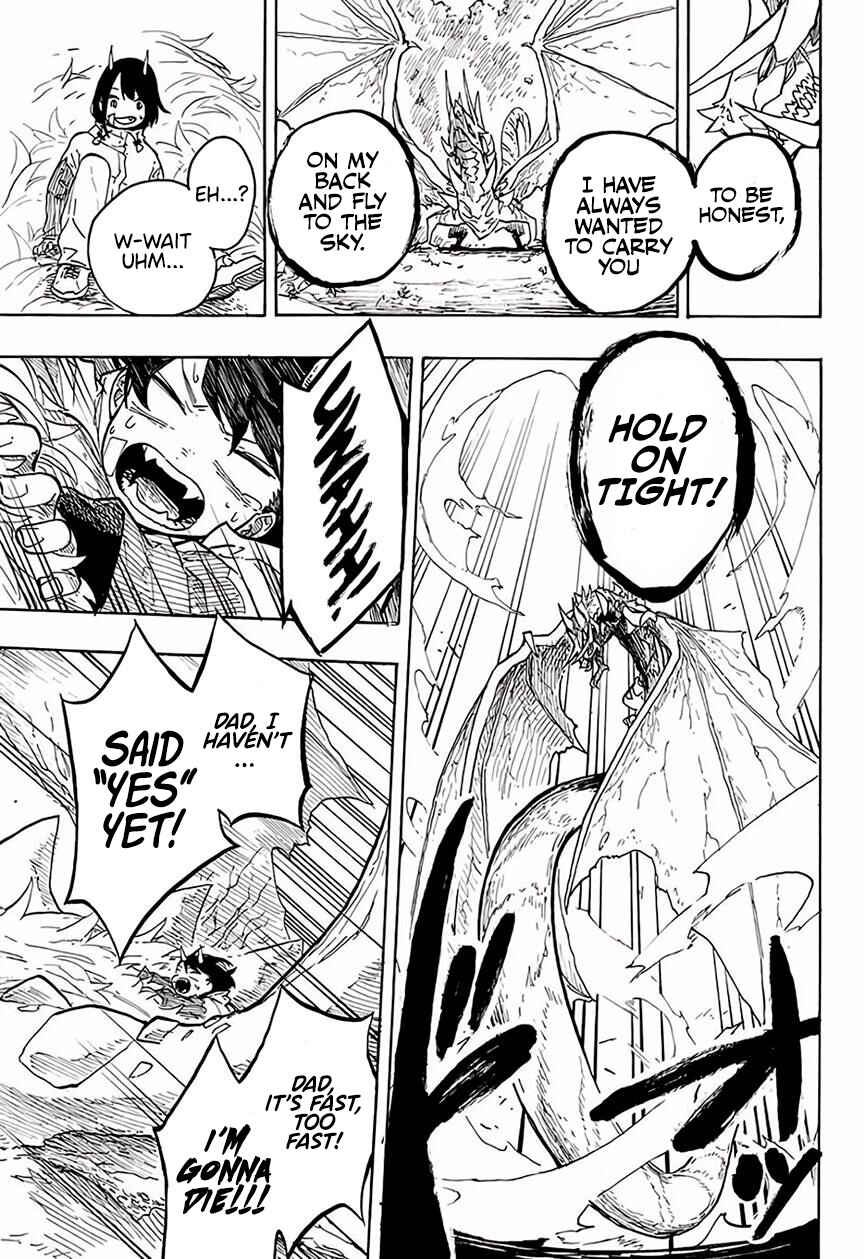 TO BE
HONEST,
I HAVE
ALWAYS
WANTED
TO CARRY
YOU
ON MY
BACK
AND FLY
TO THE
SKY.
EH...?
W-WAIT
UHM...
HOLD
ON
TIGHT!
UWAHH!
DAD, I
HAVEN'T
...
SAID
"YES"
YET!
DAD,
IT'S FAST,
TOO
FAST!
I'M
GONNA
DIE!!!